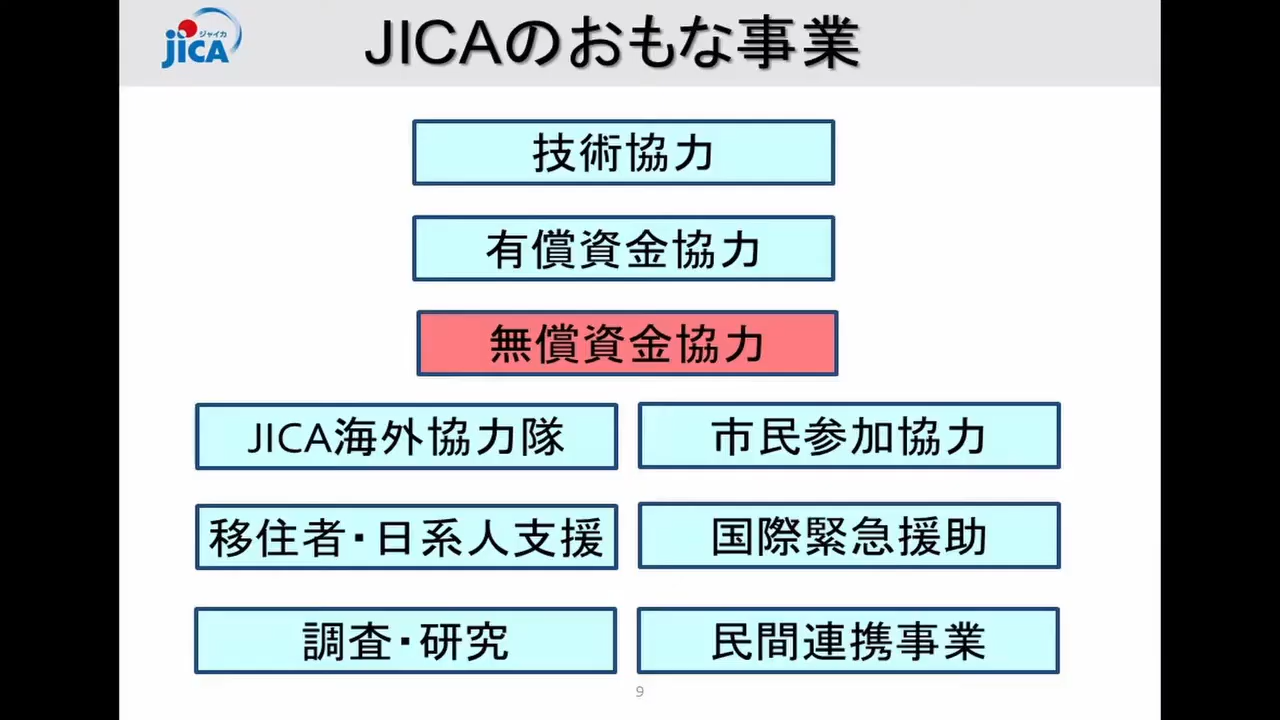 ジャイカ
JICA
JICAのおもな事業
技術協力
有償資金協力
無償資金協力
JICA海外協力隊
市民参加協力
移住者・日系人支援
国際緊急援助
調査・研究
民間連携事業
9